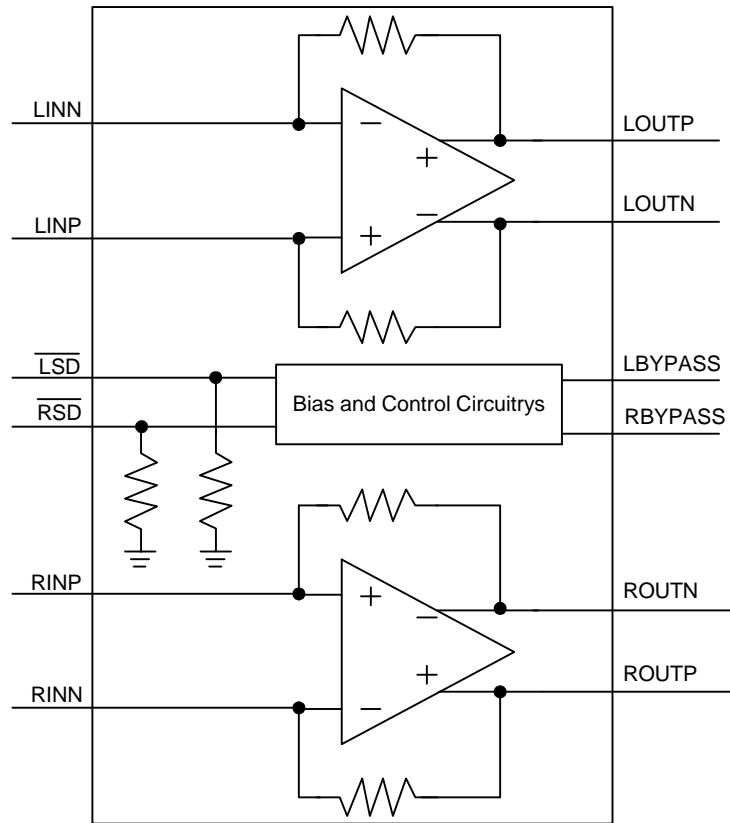 LINN
LOUTP
LOUTN
LINP
LSD
LBYPASS
Bias and Control Circuitrys
RSD
RBYPASS
RINP
ROUTN
ROUTP
RINN